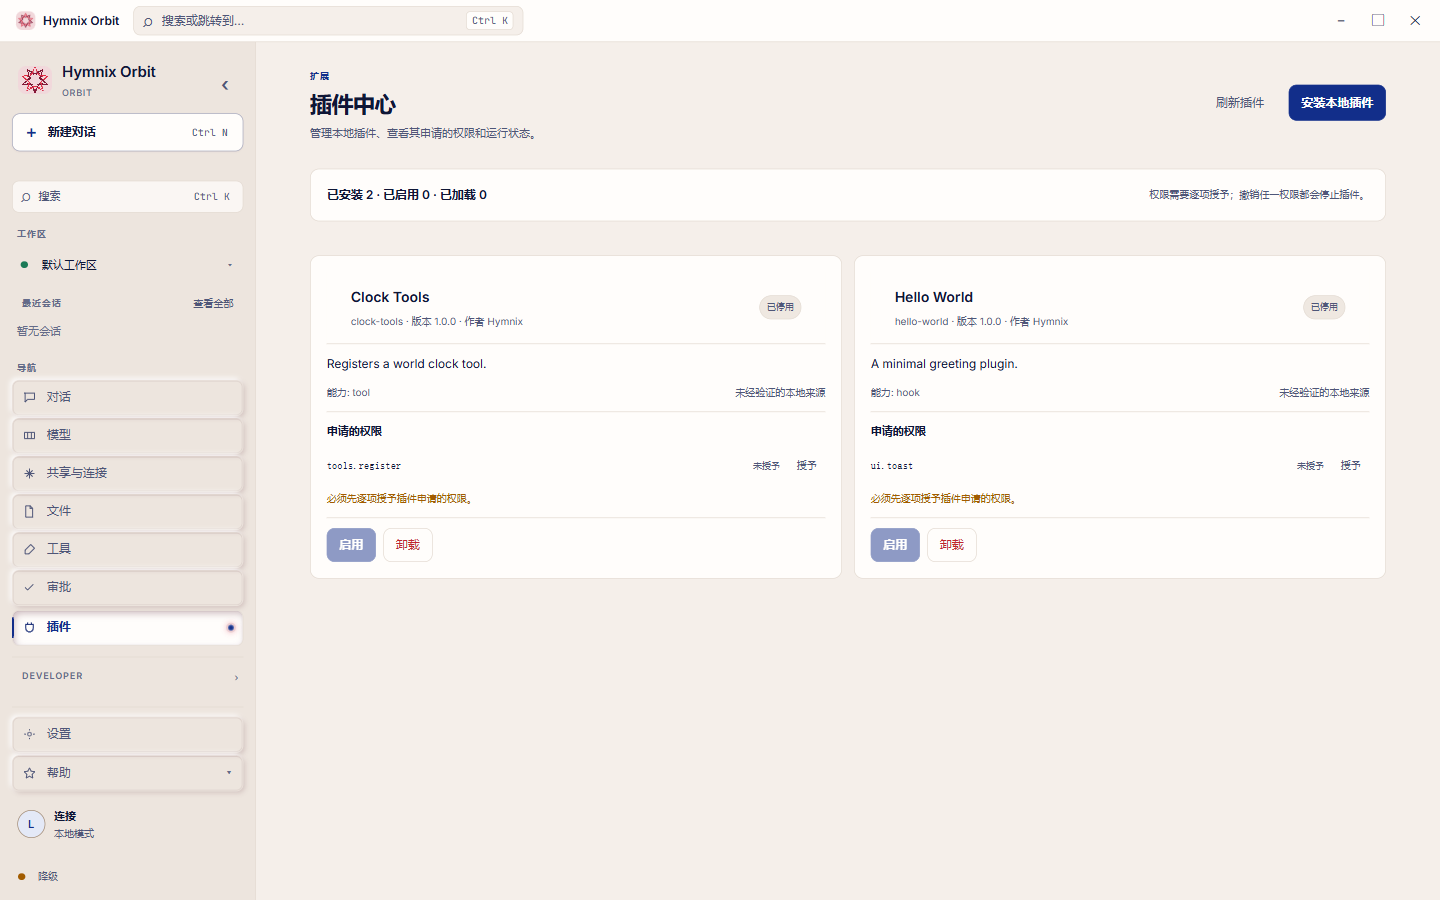 Hymnix Orbit
搜索或跳转到... Ctrl K
Hymnix Orbit
ORBIT
新建对话 Ctrl N
搜索 Ctrl K
工作区
默认工作区
最近会话 查看全部
暂无会话
导航
对话
模型
共享与连接
文件
工具
审批
插件
DEVELOPER
设置
帮助
L
连接
本地模式
降级
扩展
插件中心
管理本地插件、查看其申请的权限和运行状态。
刷新插件 安装本地插件
已安装 2 · 已启用 0 · 已加载 0
权限需要逐项授予；撤销任一权限都会停止插件。
Clock Tools
clock-tools · 版本 1.0.0 · 作者 Hymnix
已停用
Registers a world clock tool.
能力: tool 未经验证的本地来源
申请的权限
tools.register 未授予 授予
必须先逐项授予插件申请的权限。
启用 卸载
Hello World
hello-world · 版本 1.0.0 · 作者 Hymnix
已停用
A minimal greeting plugin.
能力: hook 未经验证的本地来源
申请的权限
ui.toast 未授予 授予
必须先逐项授予插件申请的权限。
启用 卸载